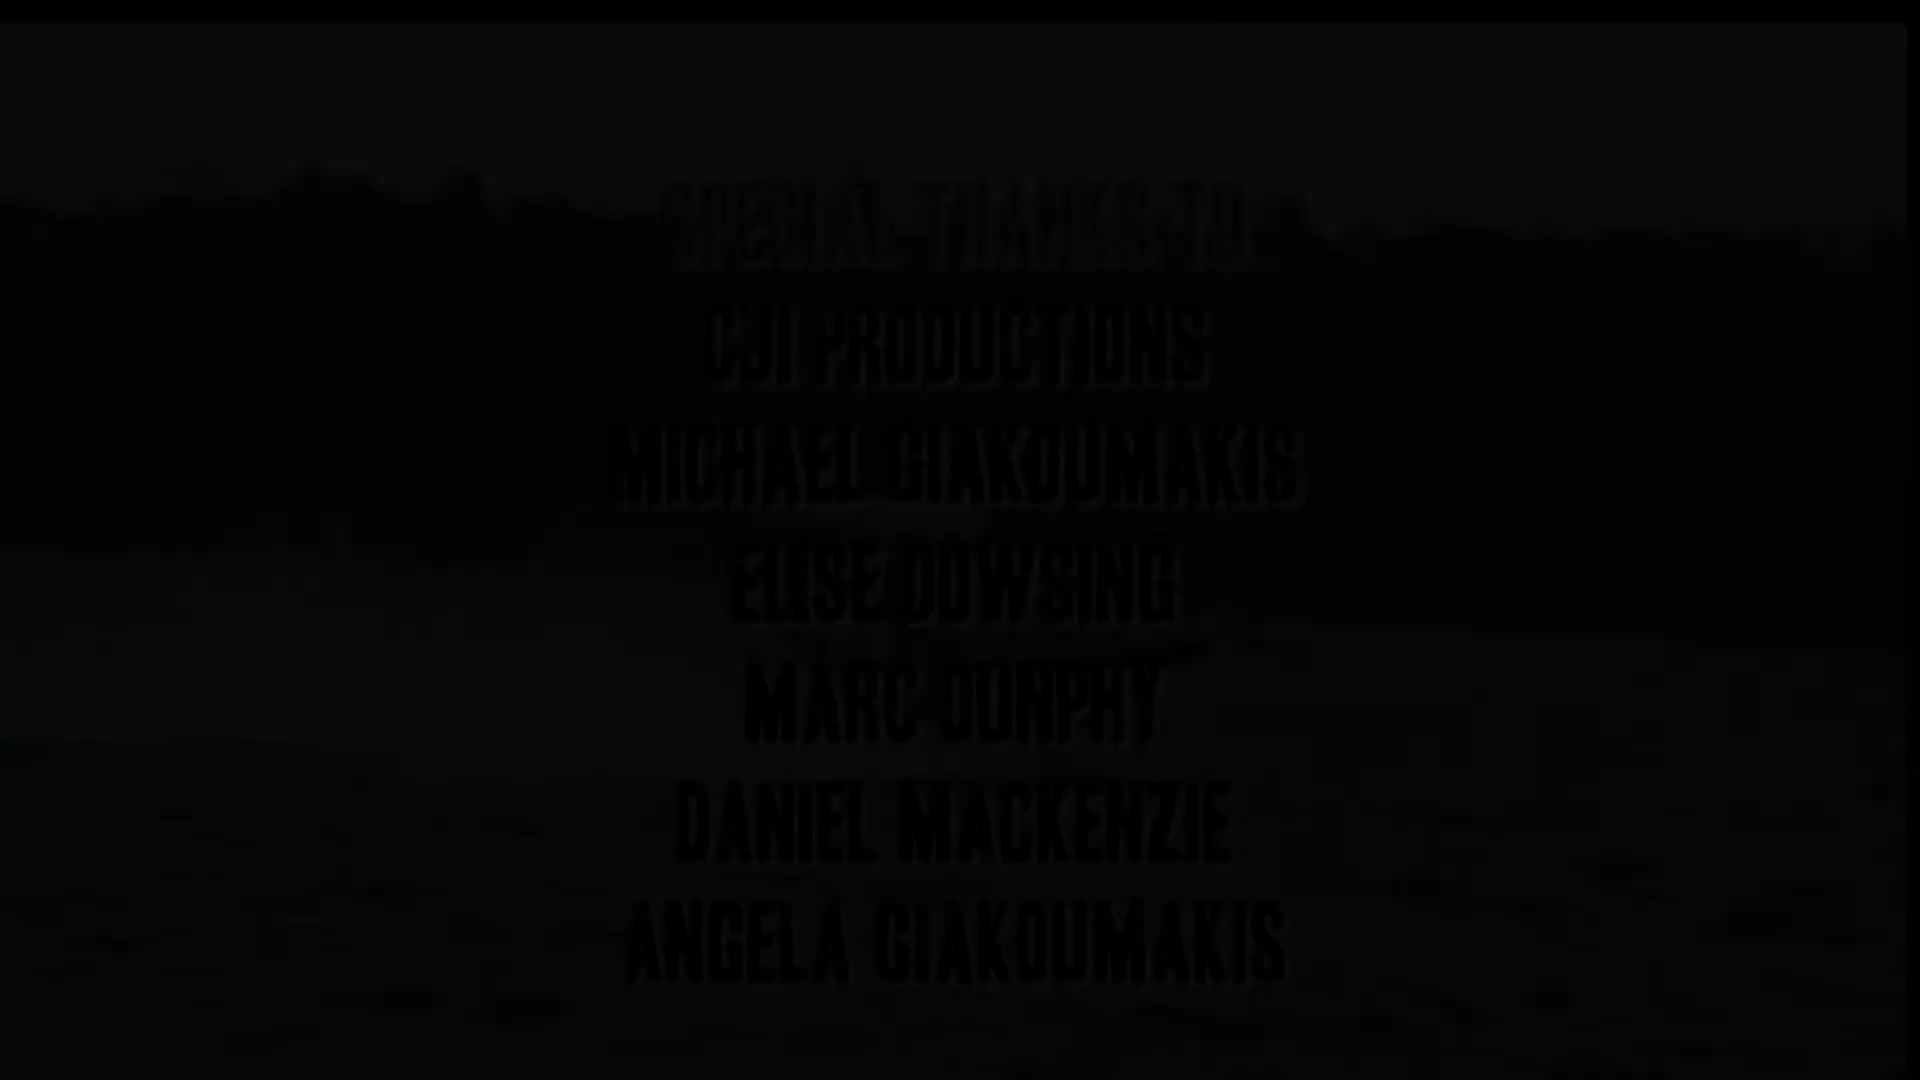 SPECIAL THANKS TO
CJI PRODUCTIONS
MICHAEL GIAKOUMAKIS
ELISE DOWSING
MARC DUNPHY
DANIEL MACKENZIE
ANGELA GIAKOUMAKIS